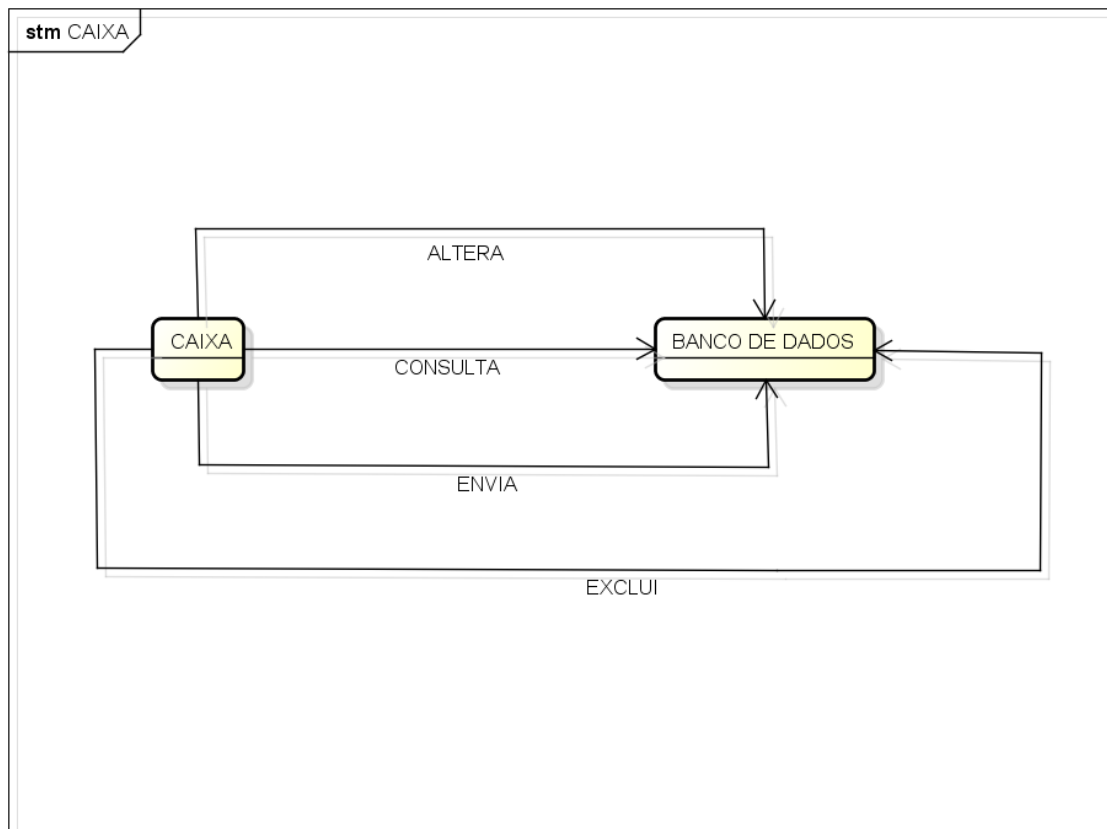 stm CAIXA
ALTERA
CAIXA
BANCO DE DADOS
CONSULTA
ENVIA
EXCLUI